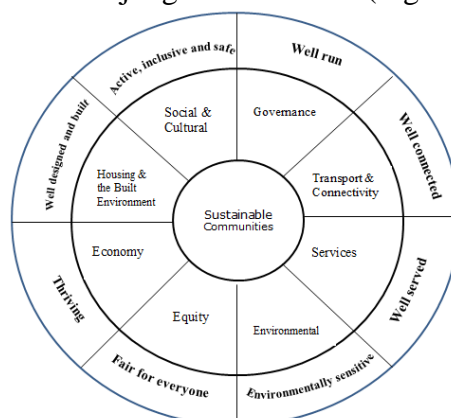 Active, inclusive and safe
Well run
Well connected
Well served
Environmentally sensitive
Fair for everyone
Thriving
Well designed and built
Social &
Cultural
Governance
Transport &
Connectivity
Services
Environmental
Equity
Economy
Housing &
the Built
Environment
Sustainable
Communities